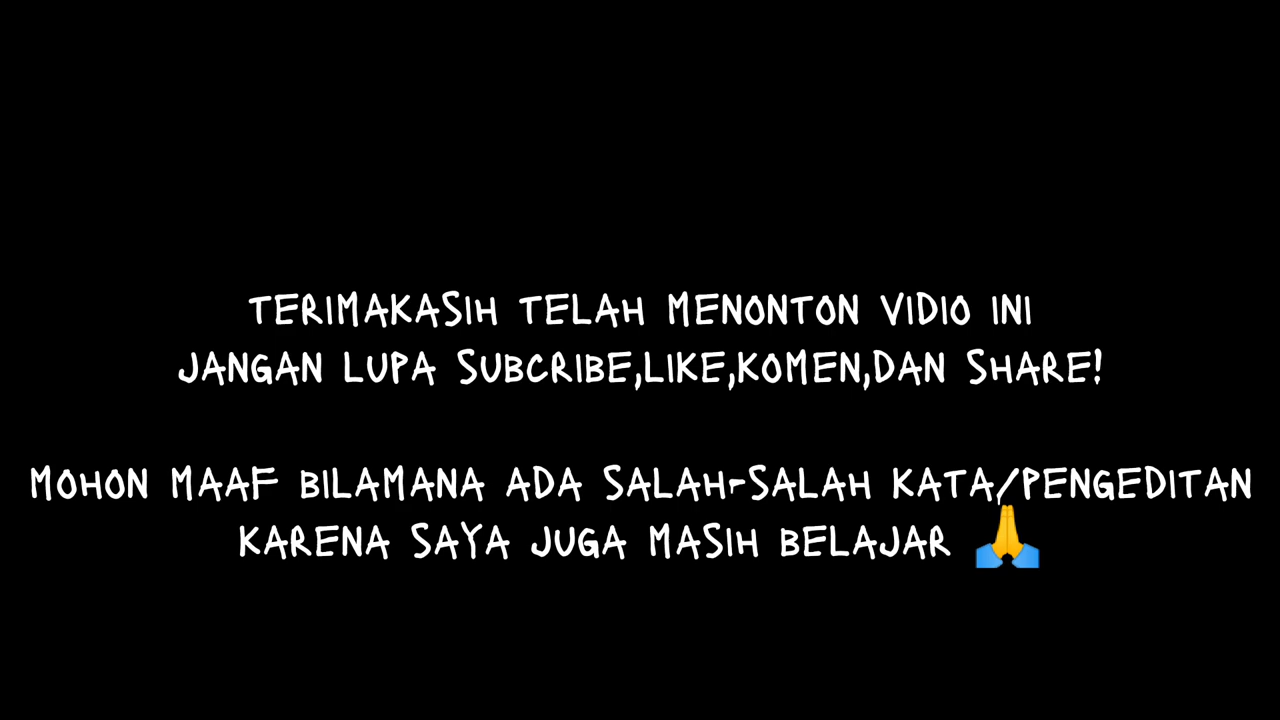 TERIMAKASIH TELAH MENONTON VIDIO INI
JANGAN LUPA SUBCRIBE,LIKE,KOMEN,DAN SHARE!
MOHON MAAF BILAMANA ADA SALAH-SALAH KATA/PENGEDITAN
KARENA SAYA JUGA MASIH BELAJAR 🙏